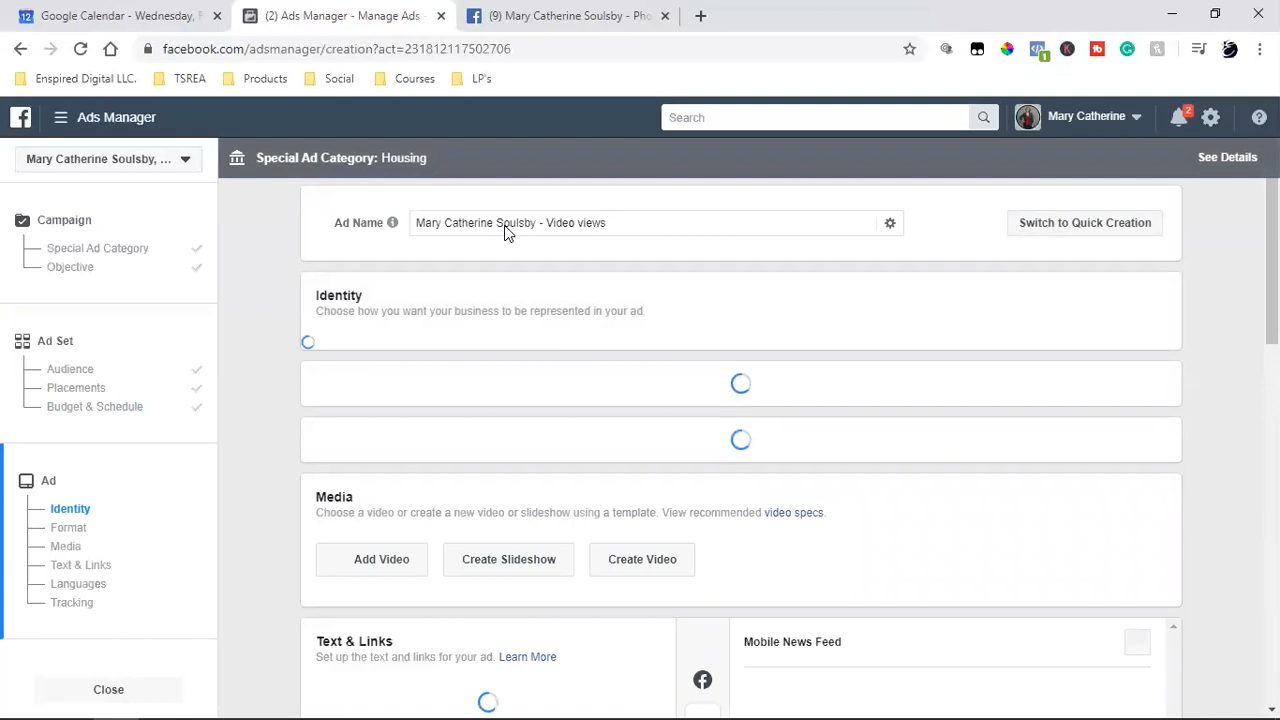 Google Calendar - Wednesday, F
(2) Ads Manager - Manage Ads -
(9) Mary Catherine Soulsby - Pho
facebook.com/adsmanager/creation?act=231812117502706
1
Enspired Digital LLC.
TSREA
Products
Social
Courses
LP's
Ads Manager
Search
Mary Catherine
2
Mary Catherine Soulsby, ...
Special Ad Category: Housing
See Details
Campaign
Special Ad Category
Objective
Ad Set
Audience
Placements
Budget & Schedule
Ad
Identity
Format
Media
Text & Links
Languages
Tracking
Close
Ad Name
Mary Catherine Soulsby - Video views
Switch to Quick Creation
Identity
Choose how you want your business to be represented in your ad.
Media
Choose a video or create a new video or slideshow using a template. View recommended video specs.
Add Video
Create Slideshow
Create Video
Text & Links
Set up the text and links for your ad. Learn More
Mobile News Feed